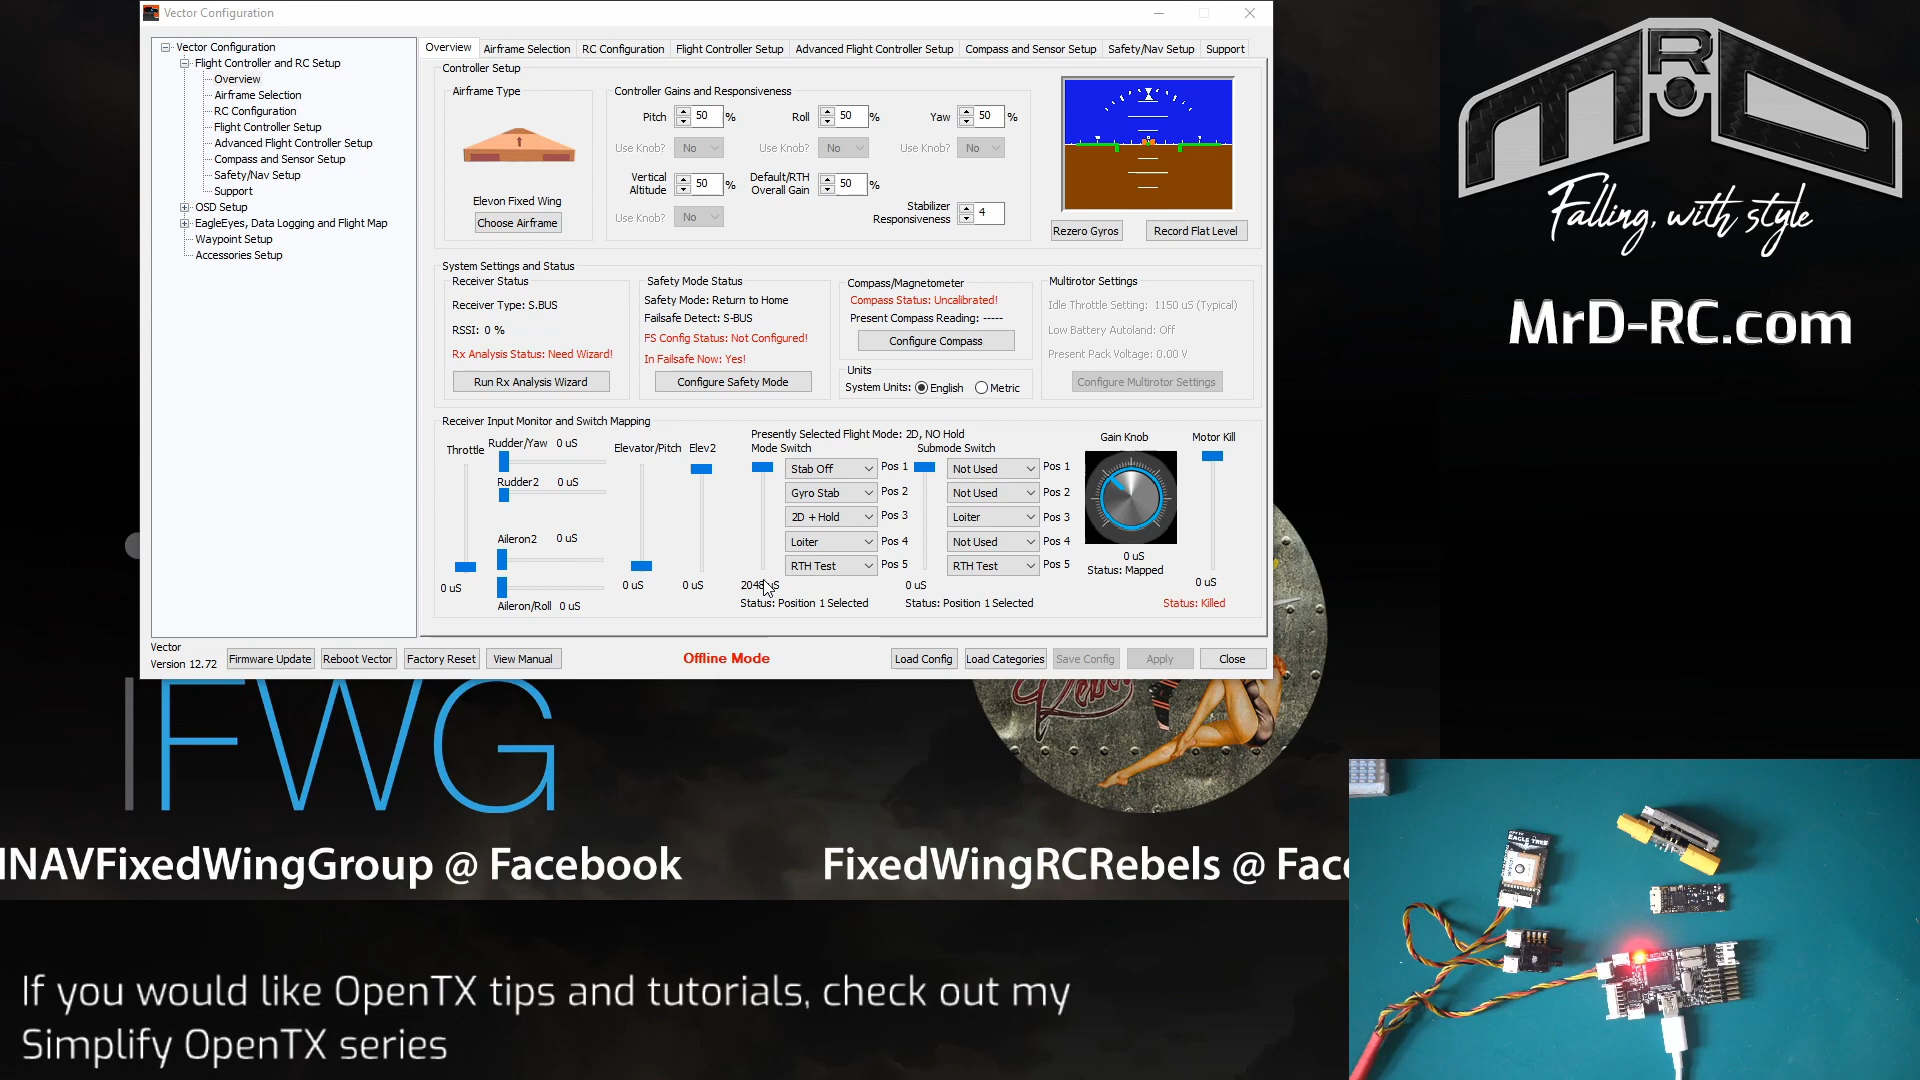 Vector Configuration
Vector Configuration
Flight Controller and RC Setup
Overview
Airframe Selection
RC Configuration
Flight Controller Setup
Advanced Flight Controller Setup
Compass and Sensor Setup
Safety/Nav Setup
Support
OSD Setup
EagleEyes, Data Logging and Flight Map
Waypoint Setup
Accessories Setup
Overview Airframe Selection RC Configuration Flight Controller Setup Advanced Flight Controller Setup Compass and Sensor Setup Safety/Nav Setup Support
Controller Setup
Airframe Type
Elevon Fixed Wing
Choose Airframe
Controller Gains and Responsiveness
Pitch 50 % Roll 50 % Yaw 50 %
Use Knob? No Use Knob? No Use Knob? No
Vertical Altitude 50 % Default/RTH Overall Gain 50 %
Use Knob? No
Stabilizer Responsiveness 4
Rezero Gyros Record Flat Level
System Settings and Status
Receiver Status
Receiver Type: S.BUS
RSSI: 0 %
Rx Analysis Status: Need Wizard!
Run Rx Analysis Wizard
Safety Mode Status
Safety Mode: Return to Home
Failsafe Detect: S-BUS
FS Config Status: Not Configured!
In Failsafe Now: Yes!
Configure Safety Mode
Compass/Magnetometer
Compass Status: Uncalibrated!
Present Compass Reading: -----
Configure Compass
Units
System Units: English Metric
Multirotor Settings
Idle Throttle Setting: 1150 uS (Typical)
Low Battery Autoland: Off
Present Pack Voltage: 0.00 V
Configure Multirotor Settings
Receiver Input Monitor and Switch Mapping
Throttle
0 uS
Rudder/Yaw 0 uS
Rudder2 0 uS
Aileron2 0 uS
Aileron/Roll 0 uS
Elevator/Pitch
0 uS
Elev2
0 uS
Presently Selected Flight Mode: 2D, NO Hold
Mode Switch
Stab Off Pos 1
Gyro Stab Pos 2
2D + Hold Pos 3
Loiter Pos 4
RTH Test Pos 5
2048 uS
Status: Position 1 Selected
Submode Switch
Not Used Pos 1
Not Used Pos 2
Loiter Pos 3
Not Used Pos 4
RTH Test Pos 5
0 uS
Status: Position 1 Selected
Gain Knob
0 uS
Status: Mapped
Motor Kill
0 uS
Status: Killed
Vector
Version 12.72
Firmware Update Reboot Vector Factory Reset View Manual Offline Mode Load Config Load Categories Save Config Apply Close
MRD
Falling, with style
MrD-RC.com
IFWG
INAVFixedWingGroup @ Facebook
FixedWingRCRebels @ Fac
EAGLE TREE
If you would like OpenTX tips and tutorials, check out my
Simplify OpenTX series